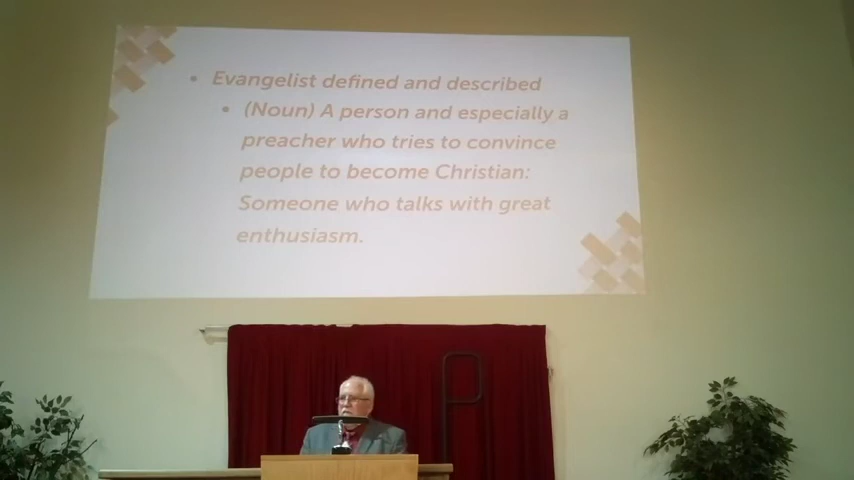 • Evangelist defined and described
• (Noun) A person and especially a
preacher who tries to convince
people to become Christian:
Someone who talks with great
enthusiasm.